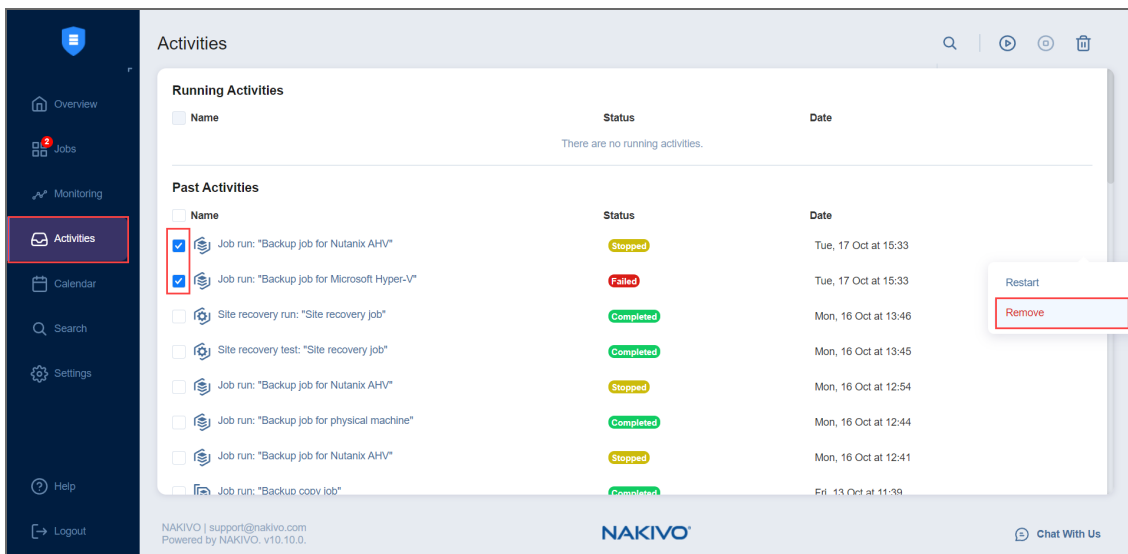 Activities
Overview
2
Jobs
Monitoring
Activities
Calendar
Search
Settings
Help
Logout
Running Activities
Name Status Date
There are no running activities.
Past Activities
Name Status Date
Job run: "Backup job for Nutanix AHV" Stopped Tue, 17 Oct at 15:33
Job run: "Backup job for Microsoft Hyper-V" Failed Tue, 17 Oct at 15:33
Site recovery run: "Site recovery job" Completed Mon, 16 Oct at 13:46
Site recovery test: "Site recovery job" Completed Mon, 16 Oct at 13:45
Job run: "Backup job for Nutanix AHV" Stopped Mon, 16 Oct at 12:54
Job run: "Backup job for physical machine" Completed Mon, 16 Oct at 12:44
Job run: "Backup job for Nutanix AHV" Stopped Mon, 16 Oct at 12:41
Job run: "Backup copy job" Completed Fri, 13 Oct at 11:39
Restart
Remove
NAKIVO | support@nakivo.com
Powered by NAKIVO. v10.10.0.
NAKIVO®
Chat With Us